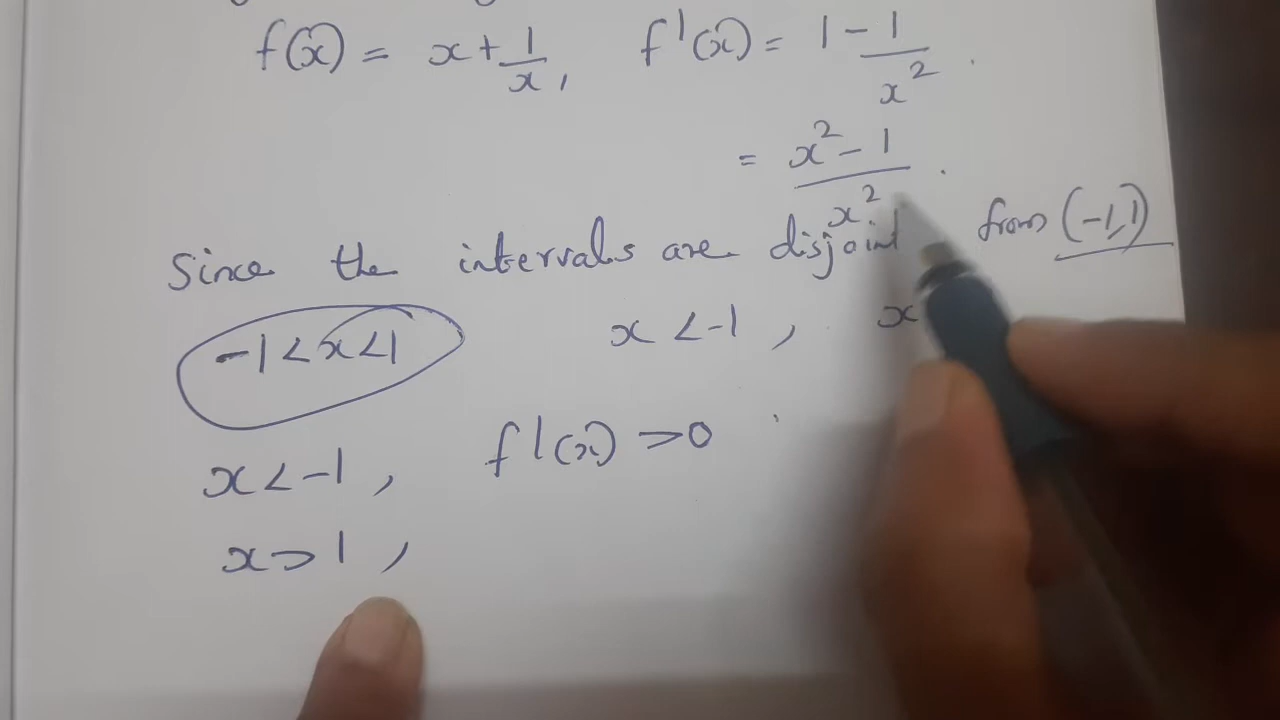 f(x) = x + 1/x, f'(x) = 1 - 1/x² .
= x² - 1 / x² .
Since the intervals are disjoint from (-1,1)
-1 < x < 1 x < -1 , x
x < -1 , f'(x) > 0
x > 1 ,